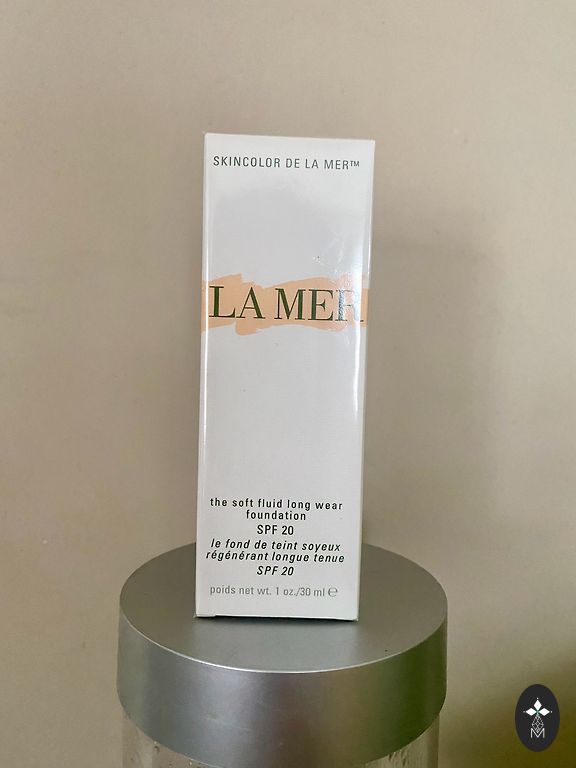 SKINCOLOR DE LA MER™
LA MER
the soft fluid long wear
foundation
SPF 20
le fond de teint soyeux
régénérant longue tenue
SPF 20
poids net wt. 1 oz./30 ml ℮
M